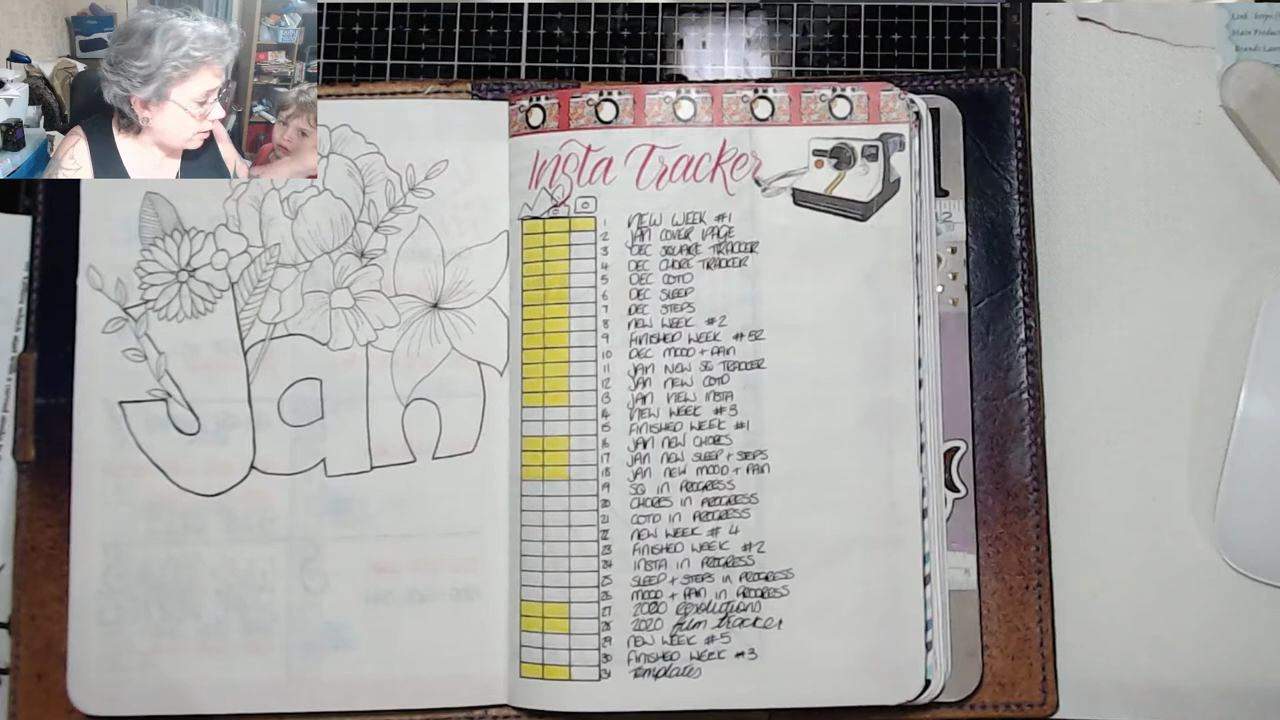 Link https:/
Main Produc
Brands: Lam
Insta Tracker
Jan
1 NEW WEEK #1
2 JAN COVER PAGE
3 DEC SQUARE TRACKER
4 DEC CHORE TRACKER
5 DEC COTD
6 DEC SLEEP
7 DEC STEPS
8 NEW WEEK #2
9 FINISHED WEEK #52
10 DEC MOOD + PAIN
11 JAN NEW SQ TRACKER
12 JAN NEW COTD
13 JAN NEW INSTA
14 NEW WEEK #3
15 FINISHED WEEK #1
16 JAN NEW CHORES
17 JAN NEW SLEEP + STEPS
18 JAN NEW MOOD + PAIN
19 SQ IN PROGRESS
20 CHORES IN PROGRESS
21 COTD IN PROGRESS
22 NEW WEEK # 4
23 FINISHED WEEK #2
24 INSTA IN PROGRESS
25 SLEEP + STEPS IN PROGRESS
26 MOOD + PAIN IN PROGRESS
27 2020 resolutions
28 2020 film tracker
29 NEW WEEK #5
30 FINISHED WEEK #3
31 Templates